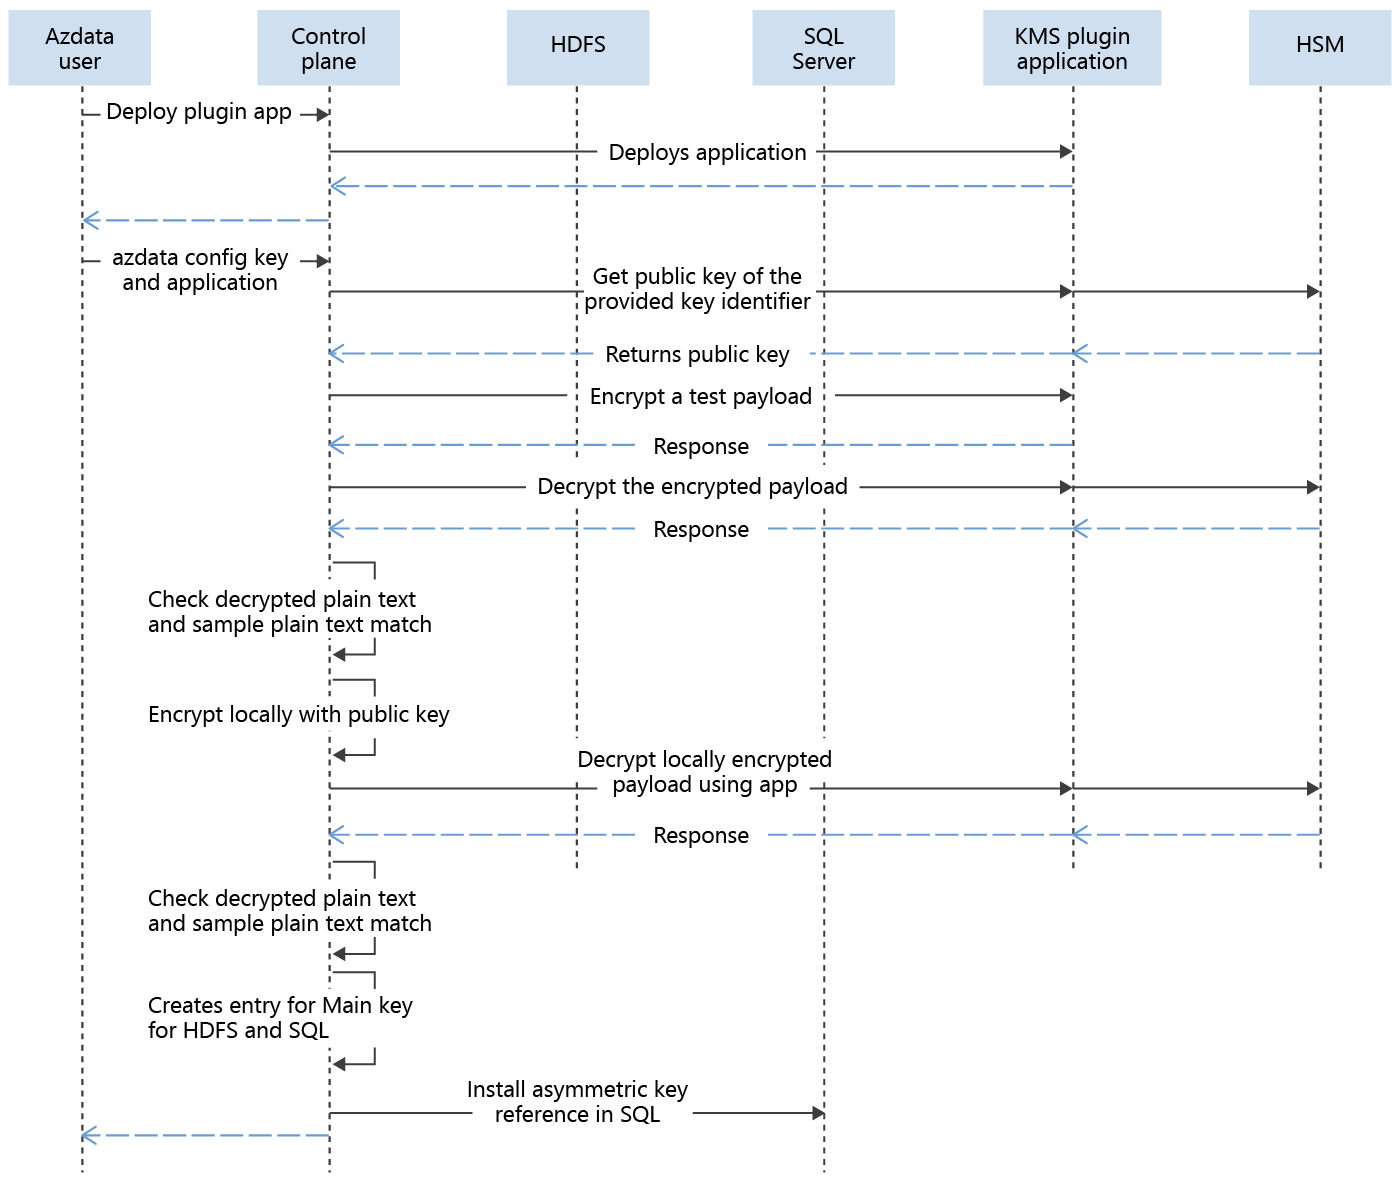 Azdata
user
Control
plane
HDFS
SQL
Server
KMS plugin
application
HSM
Deploy plugin app
Deploys application
azdata config key
and application
Get public key of the
provided key identifier
Returns public key
Encrypt a test payload
Response
Decrypt the encrypted payload
Response
Check decrypted plain text
and sample plain text match
Encrypt locally with public key
Decrypt locally encrypted
payload using app
Response
Check decrypted plain text
and sample plain text match
Creates entry for Main key
for HDFS and SQL
Install asymmetric key
reference in SQL